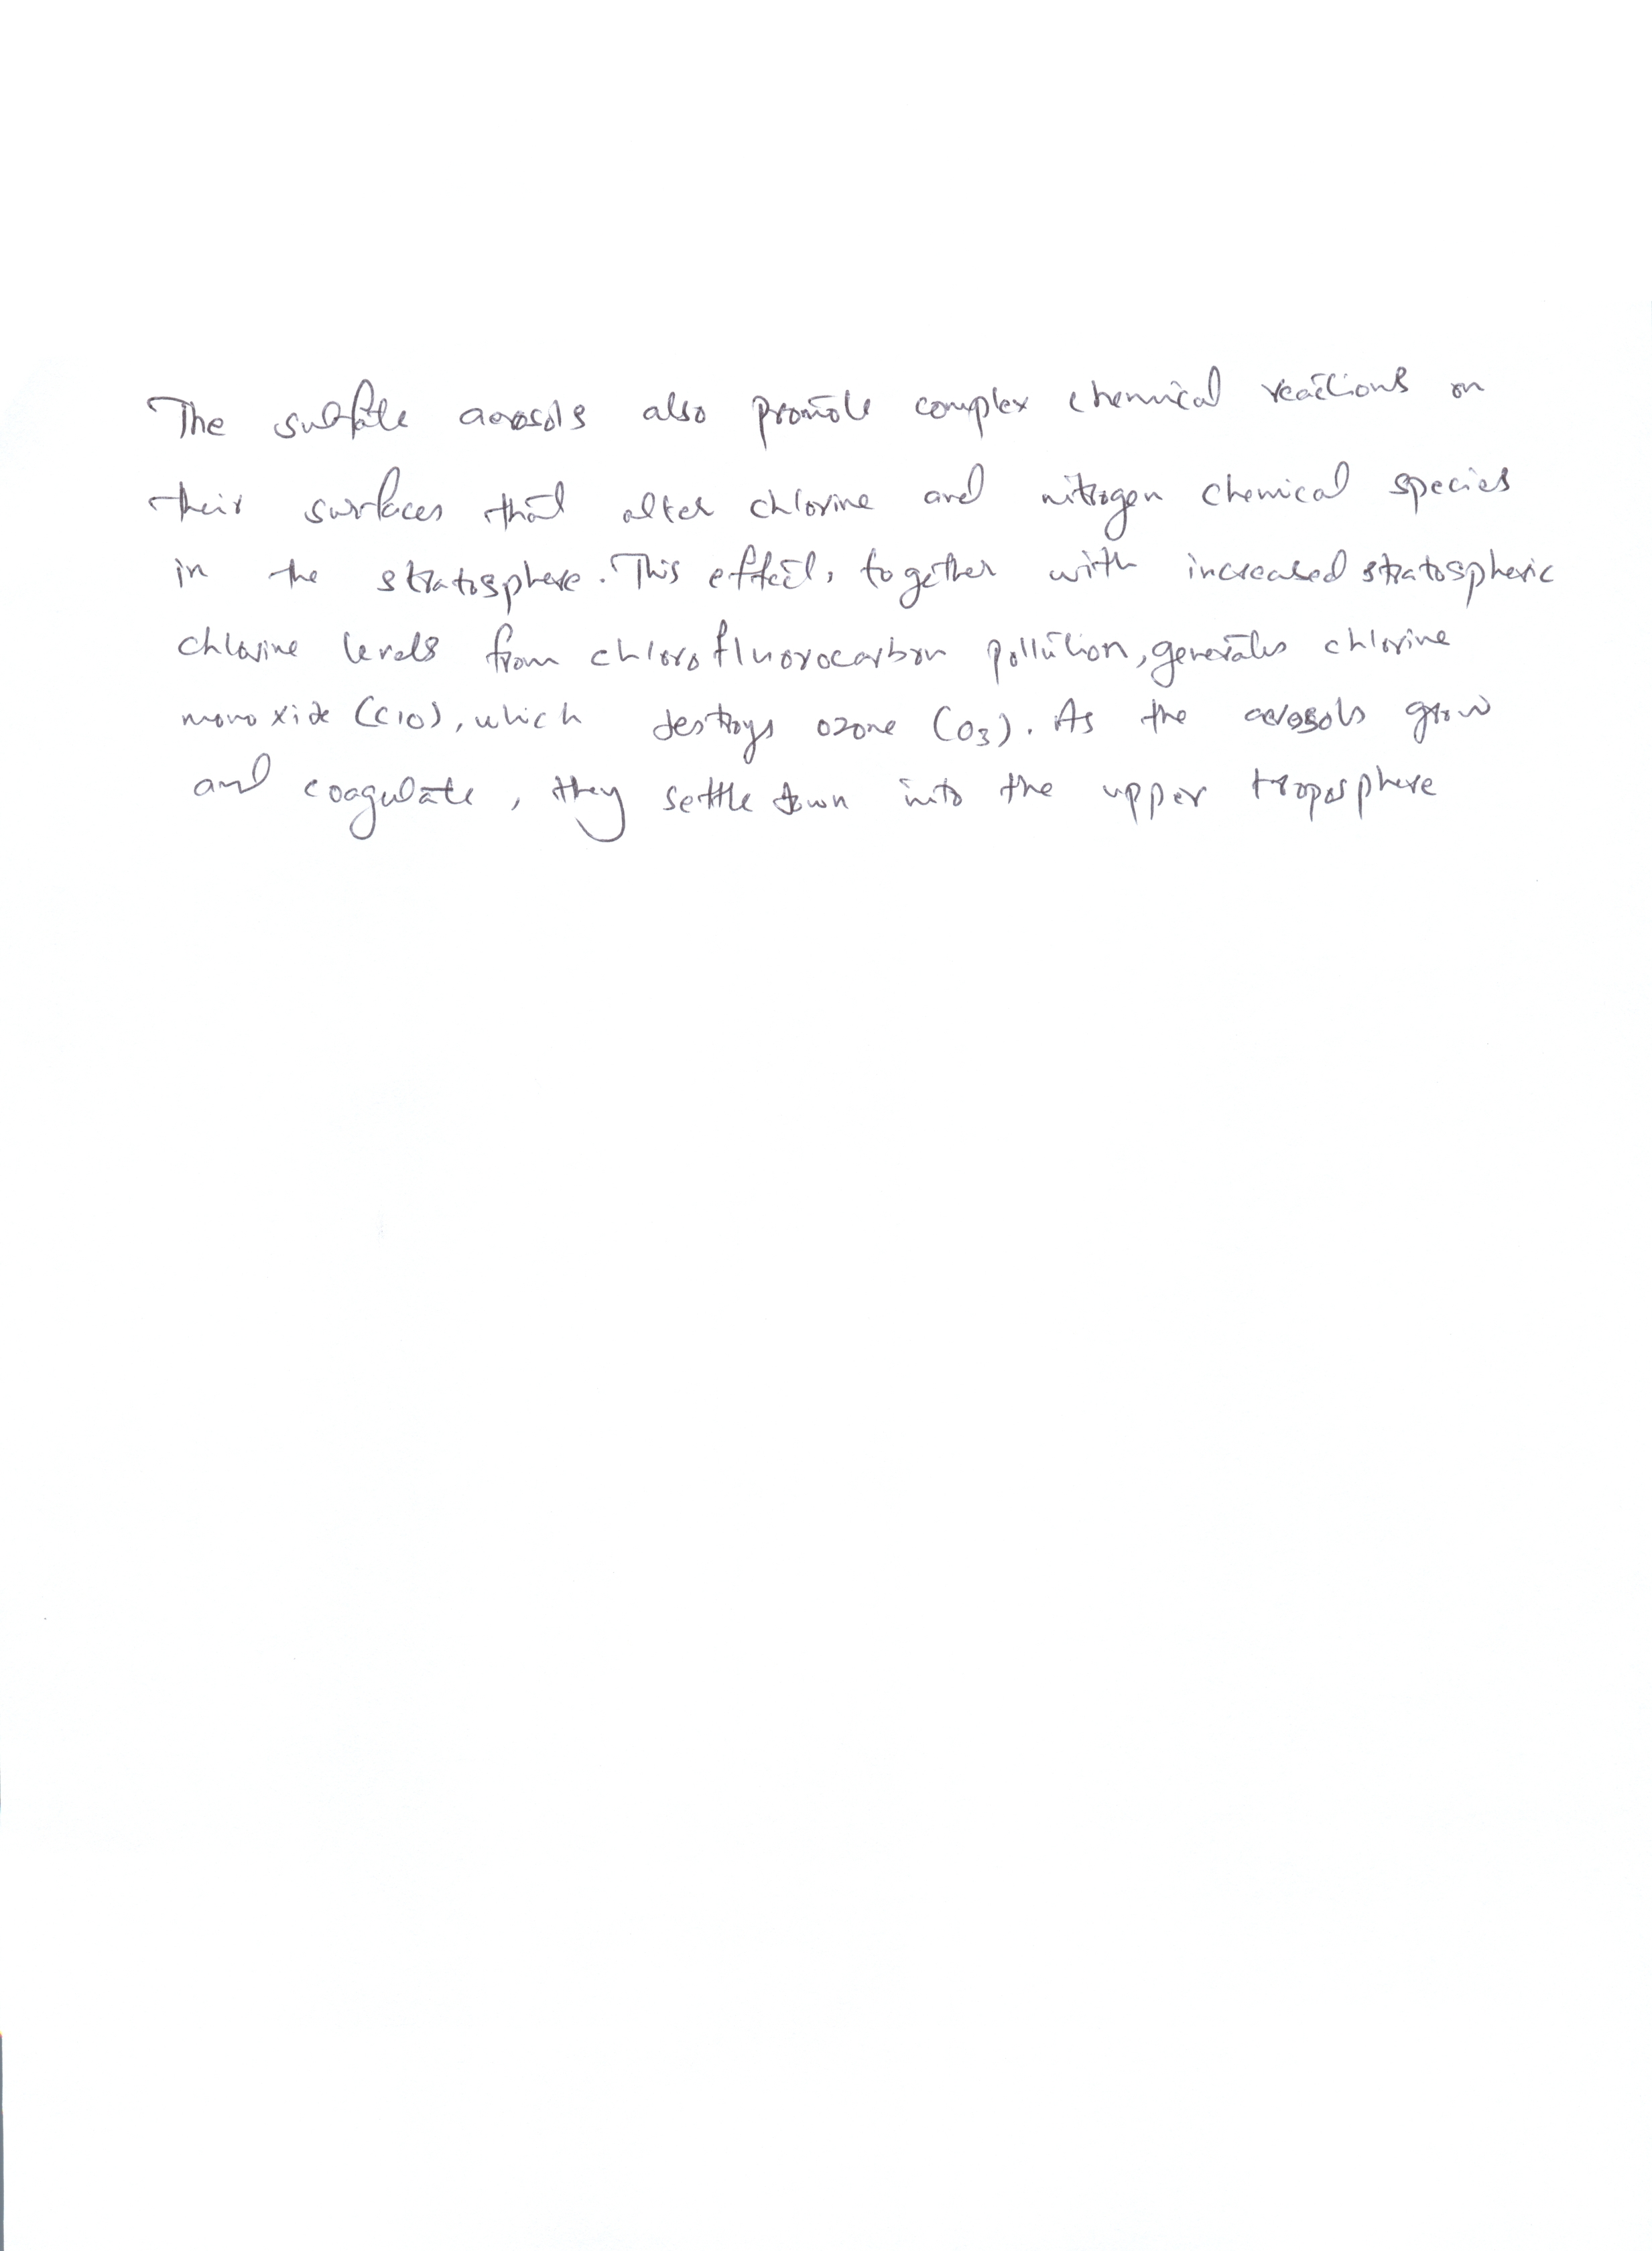 The sulfate aerosols also promote complex chemical reactions on
their surfaces that alter chlorine and nitrogen chemical species
in the stratosphere. This effect, together with increased stratospheric
chlorine levels from chlorofluorocarbon pollution, generates chlorine
monoxide (ClO), which destroys ozone (O3). As the aerosols grow
and coagulate, they settle down into the upper troposphere